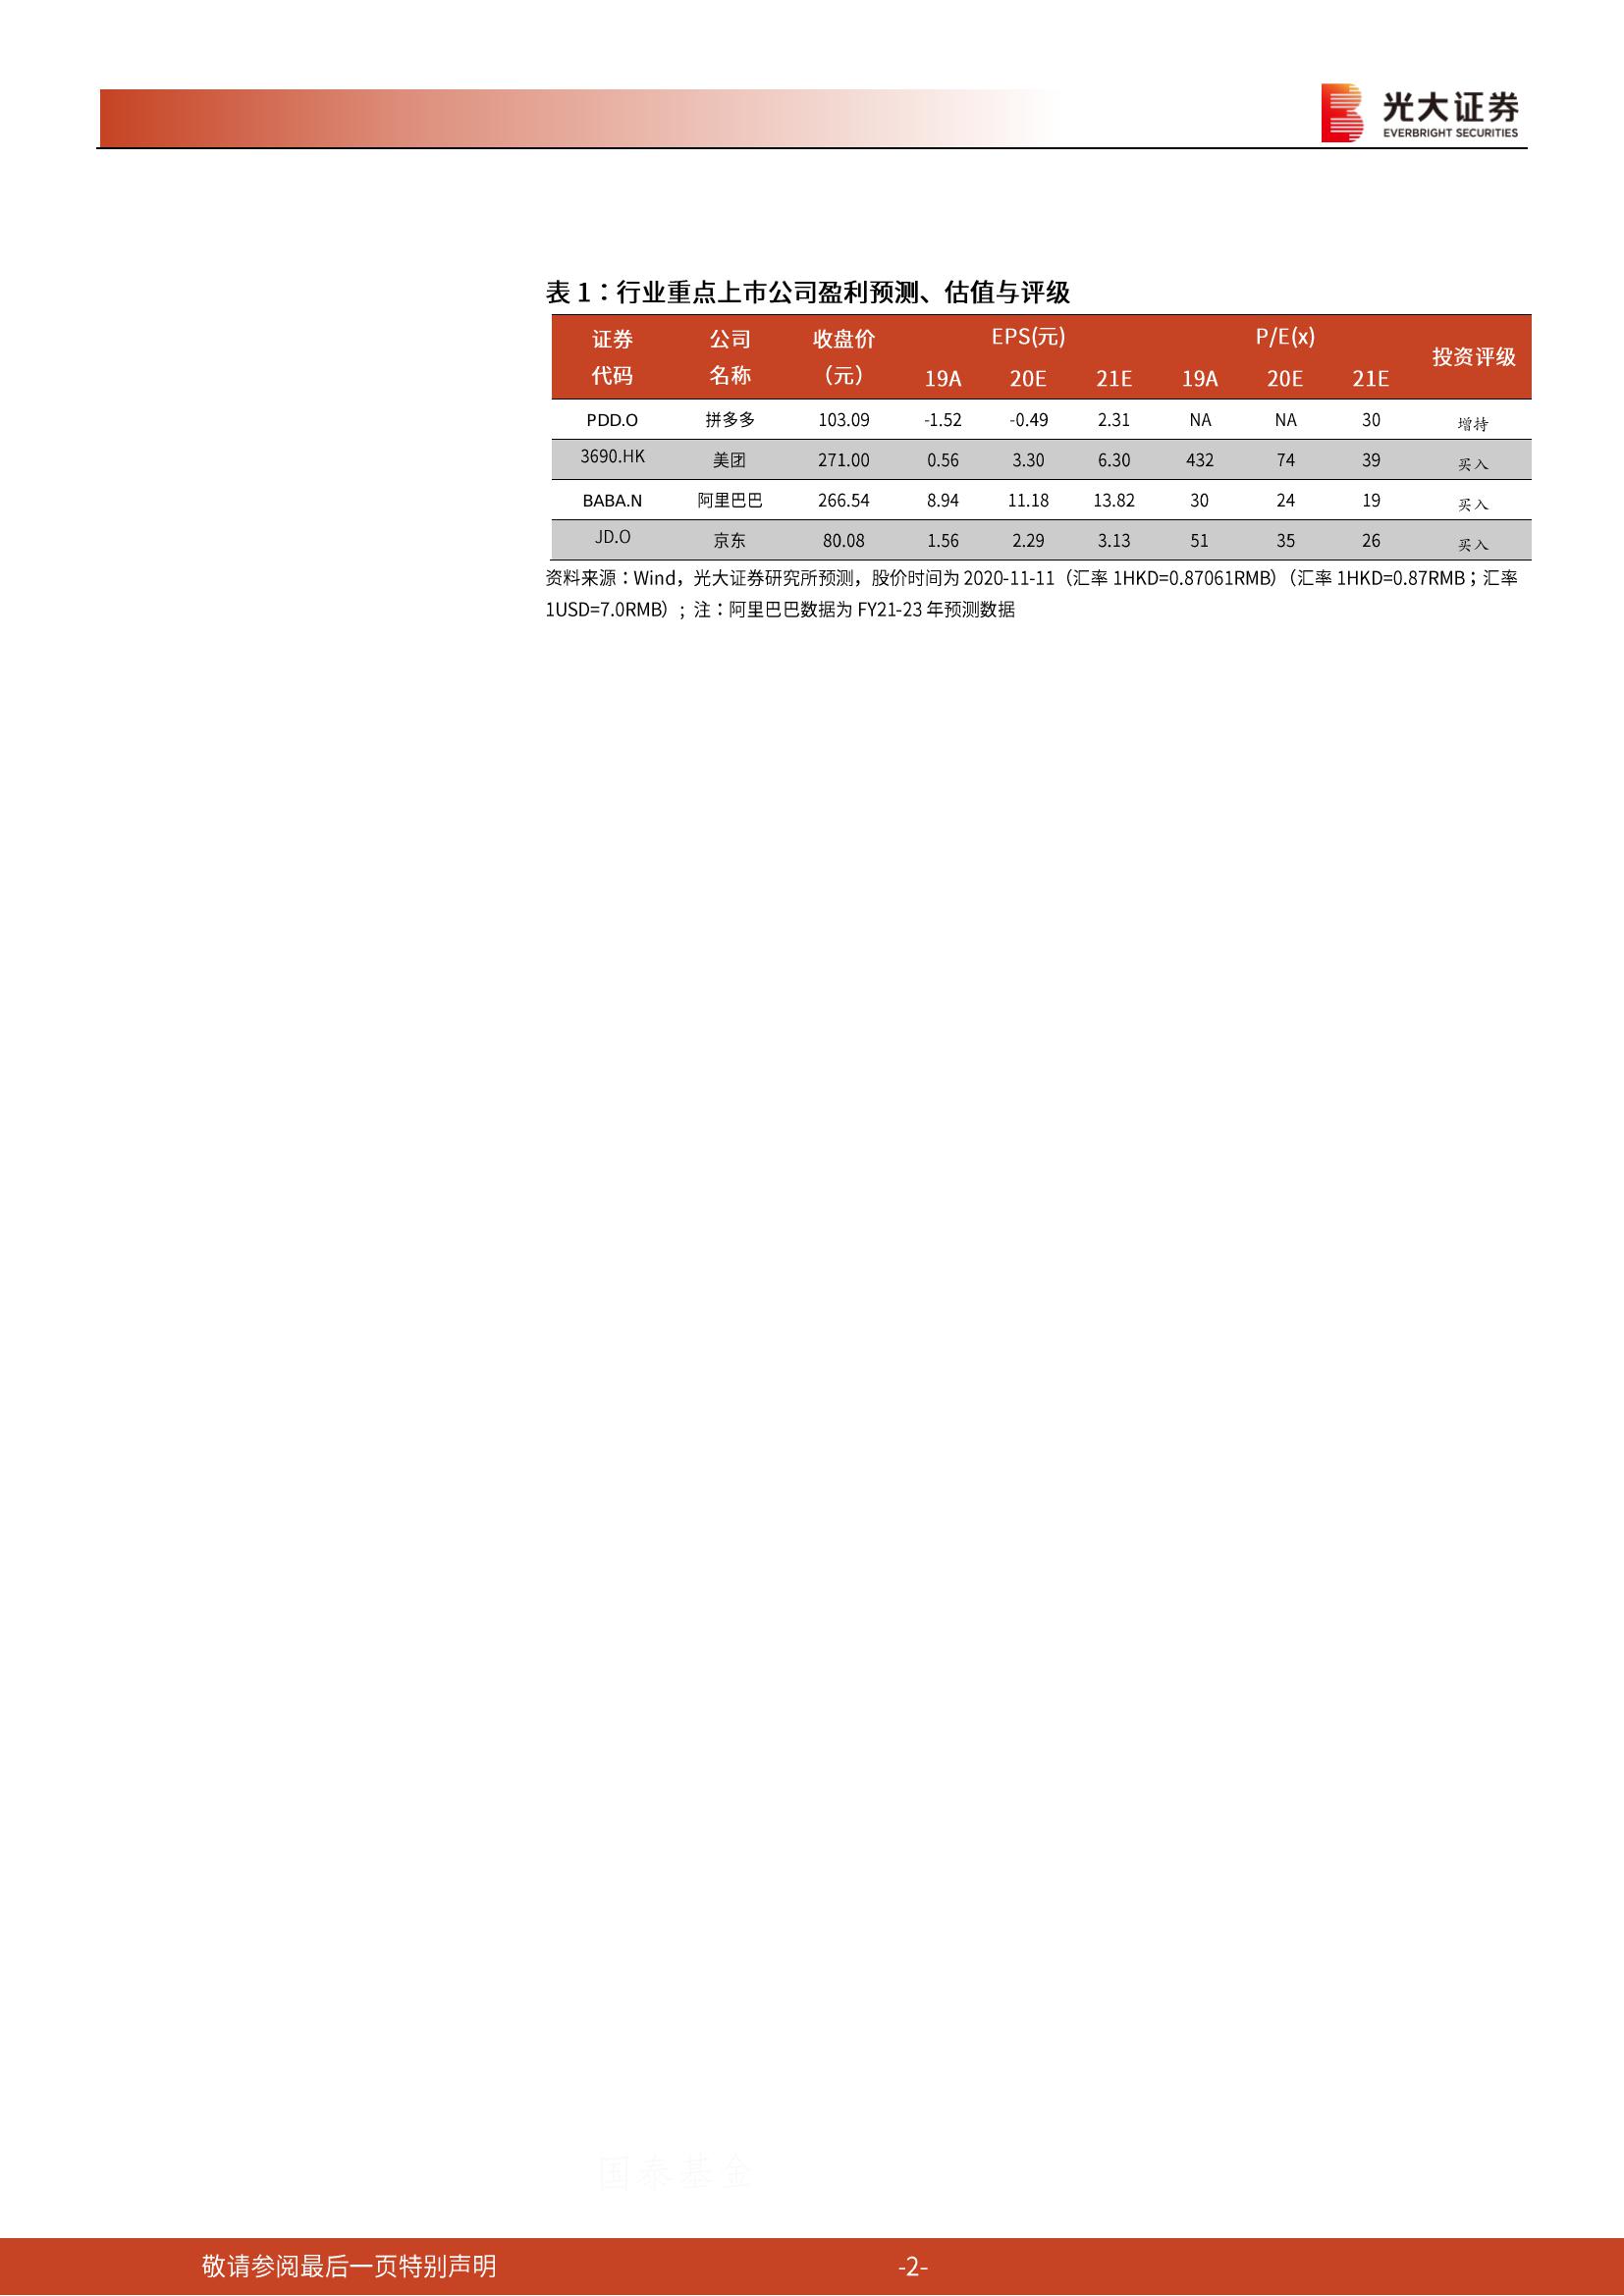 光大证券
EVERBRIGHT SECURITIES
表 1：行业重点上市公司盈利预测、估值与评级
证券代码 公司名称 收盘价（元） EPS(元) P/E(x) 投资评级
19A 20E 21E 19A 20E 21E
PDD.O 拼多多 103.09 -1.52 -0.49 2.31 NA NA 30 增持
3690.HK 美团 271.00 0.56 3.30 6.30 432 74 39 买入
BABA.N 阿里巴巴 266.54 8.94 11.18 13.82 30 24 19 买入
JD.O 京东 80.08 1.56 2.29 3.13 51 35 26 买入
资料来源：Wind，光大证券研究所预测，股价时间为 2020-11-11（汇率 1HKD=0.87061RMB）（汇率 1HKD=0.87RMB；汇率
1USD=7.0RMB）；注：阿里巴巴数据为 FY21-23 年预测数据
国泰基金
敬请参阅最后一页特别声明 -2-